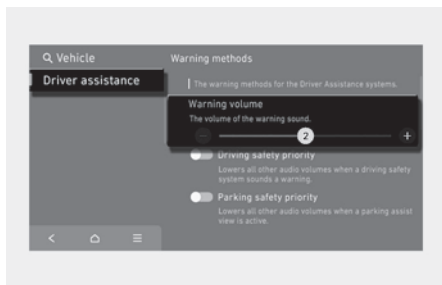 Vehicle
Warning methods
Driver assistance
The warning methods for the Driver Assistance systems.
Warning volume
The volume of the warning sound.
2
Driving safety priority
Lowers all other audio volumes when a driving safety
system sounds a warning.
Parking safety priority
Lowers all other audio volumes when a parking assist
view is active.